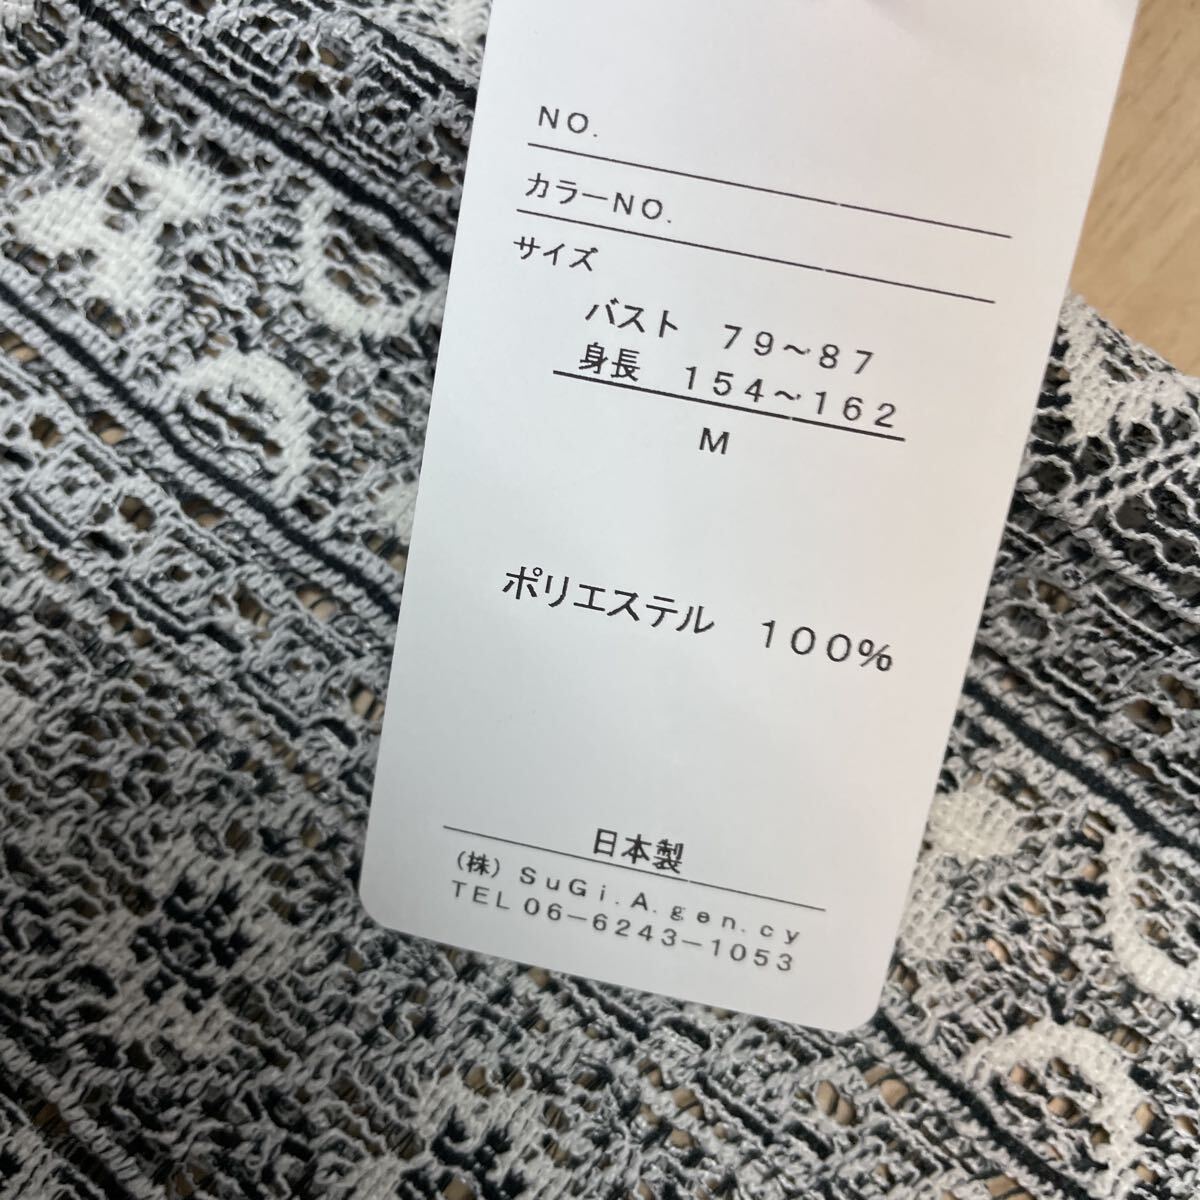 NO.
カラーNO.
サイズ
バスト 79~87
身長 154~162
M
ポリエステル 100%
日本製
(株) SuGi.A.gen.cy
TEL 06-6243-1053